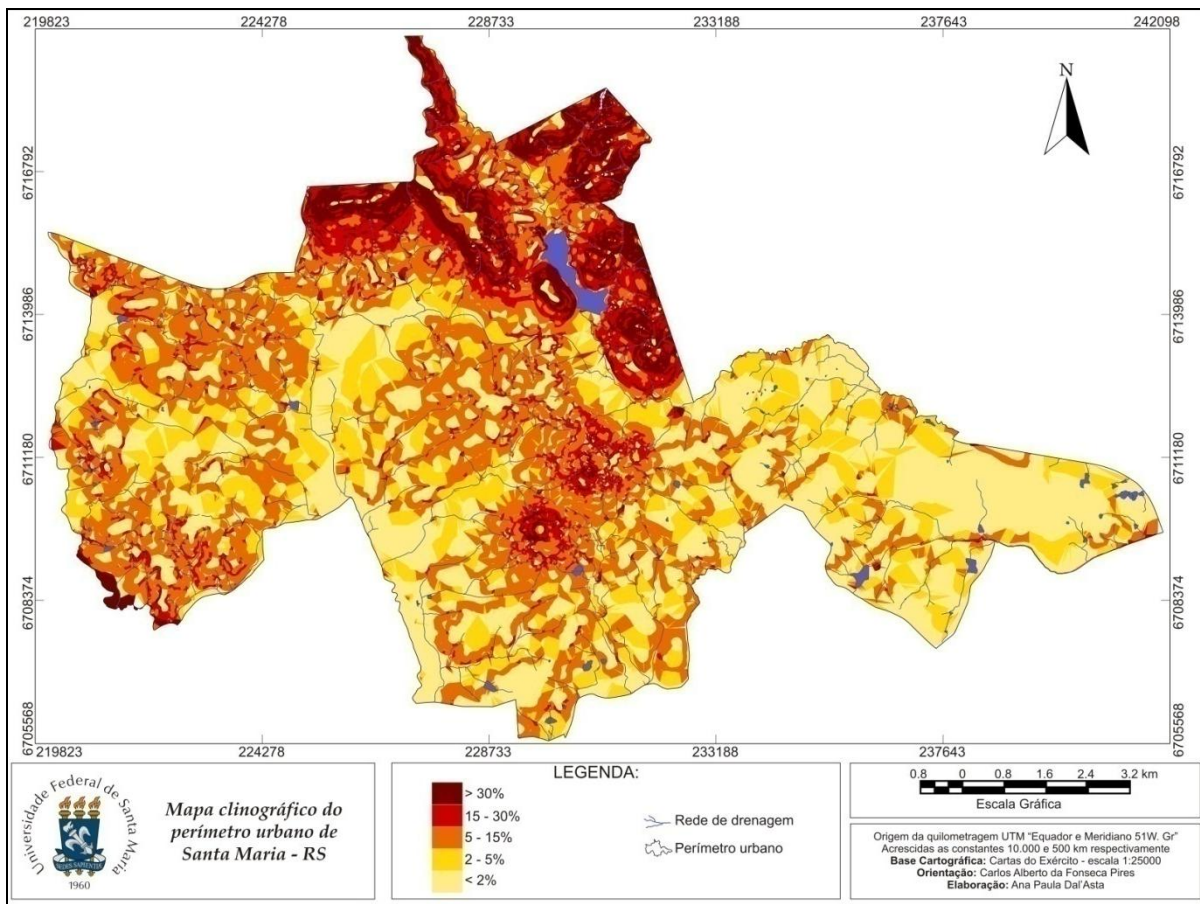 219823 224278 228733 233188 237643 242098
N
6716792 6716792
6713986 6713986
6711180 6711180
6708374 6708374
6705568 6705568
219823 224278 228733 233188 237643 242098
Universidade Federal de Santa Maria
SEDES SAPIENTIAE
1960
Mapa clinográfico do
perímetro urbano de
Santa Maria - RS
LEGENDA:
> 30%
15 - 30%
5 - 15%
2 - 5%
< 2%
Rede de drenagem
Perímetro urbano
0.8 0 0.8 1.6 2.4 3.2 km
Escala Gráfica
Origem da quilometragem UTM "Equador e Meridiano 51W. Gr"
Acrescidas as constantes 10.000 e 500 km respectivamente
Base Cartográfica: Cartas do Exército - escala 1:25000
Orientação: Carlos Alberto da Fonseca Pires
Elaboração: Ana Paula Dal'Asta